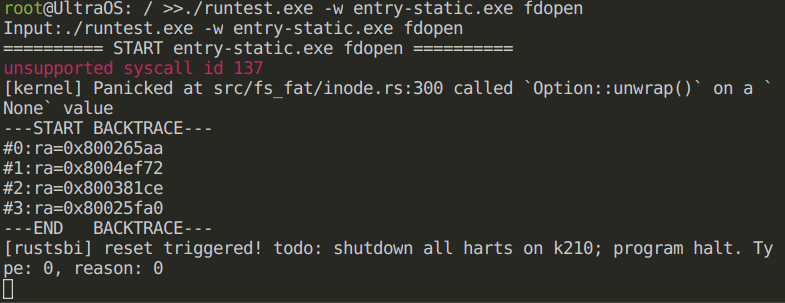 root@UltraOS: / >>./runtest.exe -w entry-static.exe fdopen
Input:./runtest.exe -w entry-static.exe fdopen
========== START entry-static.exe fdopen ==========
unsupported syscall id 137
[kernel] Panicked at src/fs_fat/inode.rs:300 called `Option::unwrap()` on a `
None` value
---START BACKTRACE---
#0:ra=0x800265aa
#1:ra=0x8004ef72
#2:ra=0x800381ce
#3:ra=0x80025fa0
---END   BACKTRACE---
[rustsbi] reset triggered! todo: shutdown all harts on k210; program halt. Ty
pe: 0, reason: 0